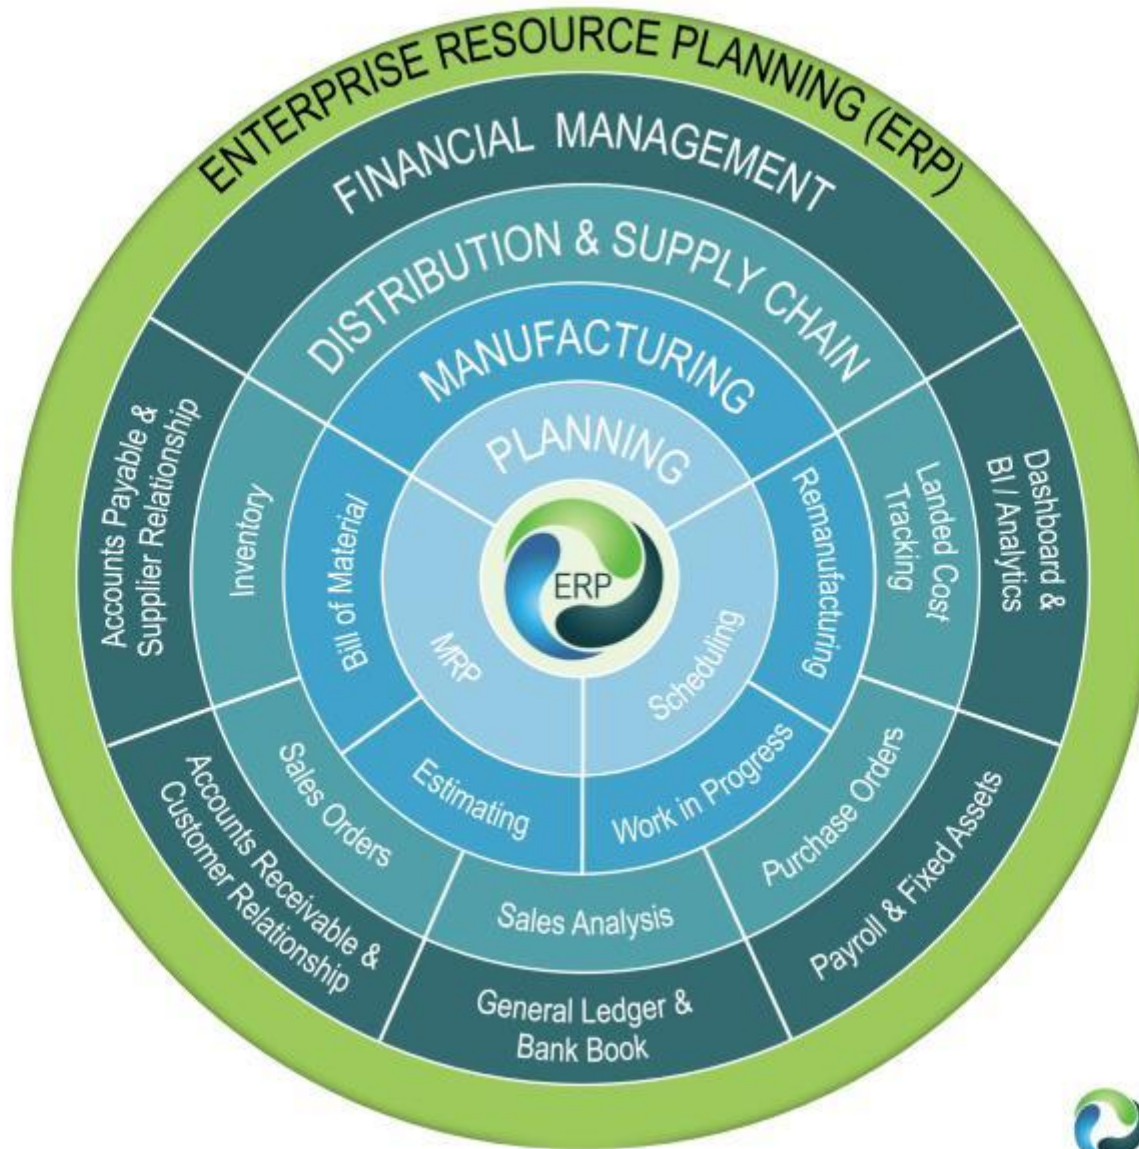 ENTERPRISE RESOURCE PLANNING (ERP)
FINANCIAL MANAGEMENT
DISTRIBUTION & SUPPLY CHAIN
MANUFACTURING
PLANNING
ERP
MRP
Scheduling
Bill of Material
Estimating
Work in Progress
Remanufacturing
Inventory
Sales Orders
Sales Analysis
Purchase Orders
Landed Cost
Tracking
Accounts Payable &
Supplier Relationship
Accounts Receivable &
Customer Relationship
General Ledger &
Bank Book
Payroll & Fixed Assets
Dashboard &
BI / Analytics